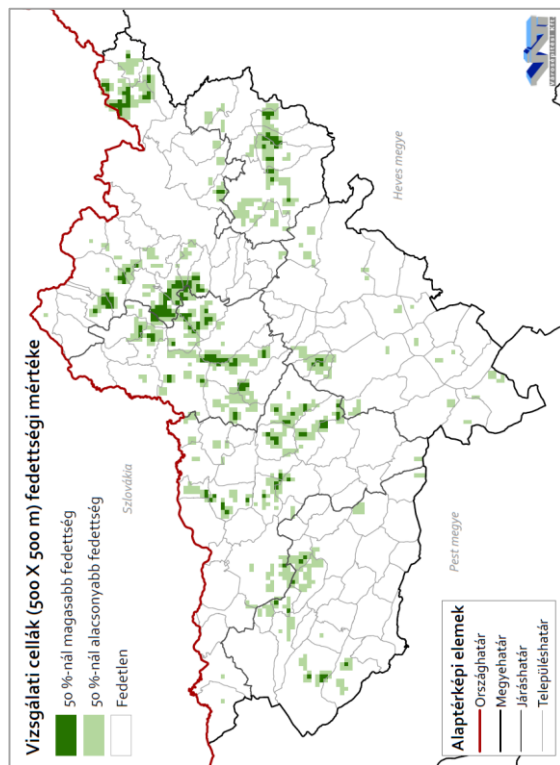 Vizsgálati cellák (500 X 500 m) fedettségi mértéke
50 %-nál magasabb fedettség
50 %-nál alacsonyabb fedettség
Fedetlen
Szlovákia
Heves megye
Pest megye
Alaptérképi elemek
Országhatár
Megyehatár
Járáshatár
Településhatár